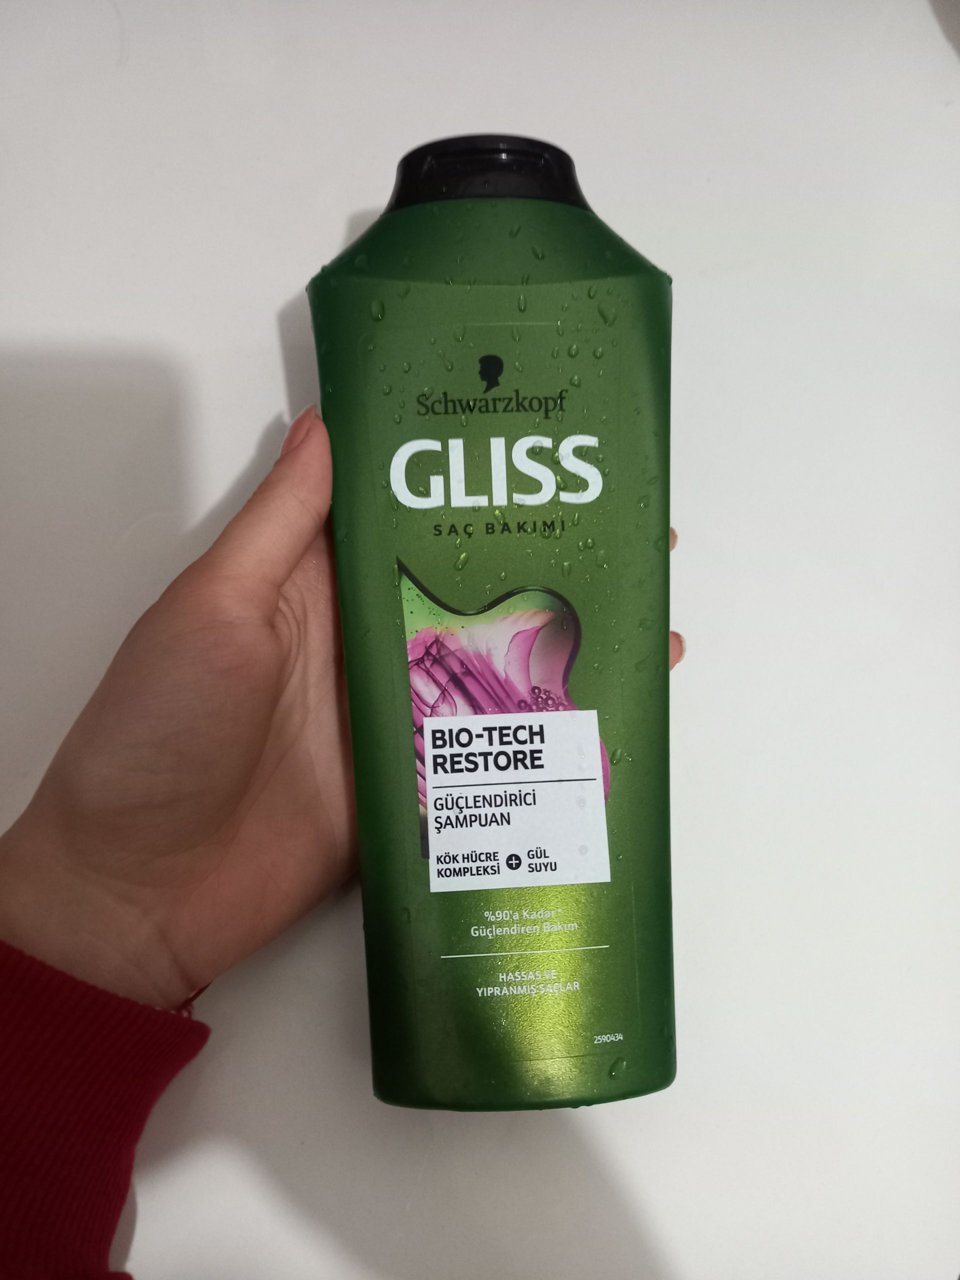 Schwarzkopf
GLISS
SAÇ BAKIMI
BIO-TECH
RESTORE
GÜÇLENDİRİCİ
ŞAMPUAN
KÖK HÜCRE
KOMPLEKSİ + GÜL
SUYU
%90'a Kadar*
Güçlendiren Bakım
HASSAS VE
YIPRANMIŞ SAÇLAR
2590434